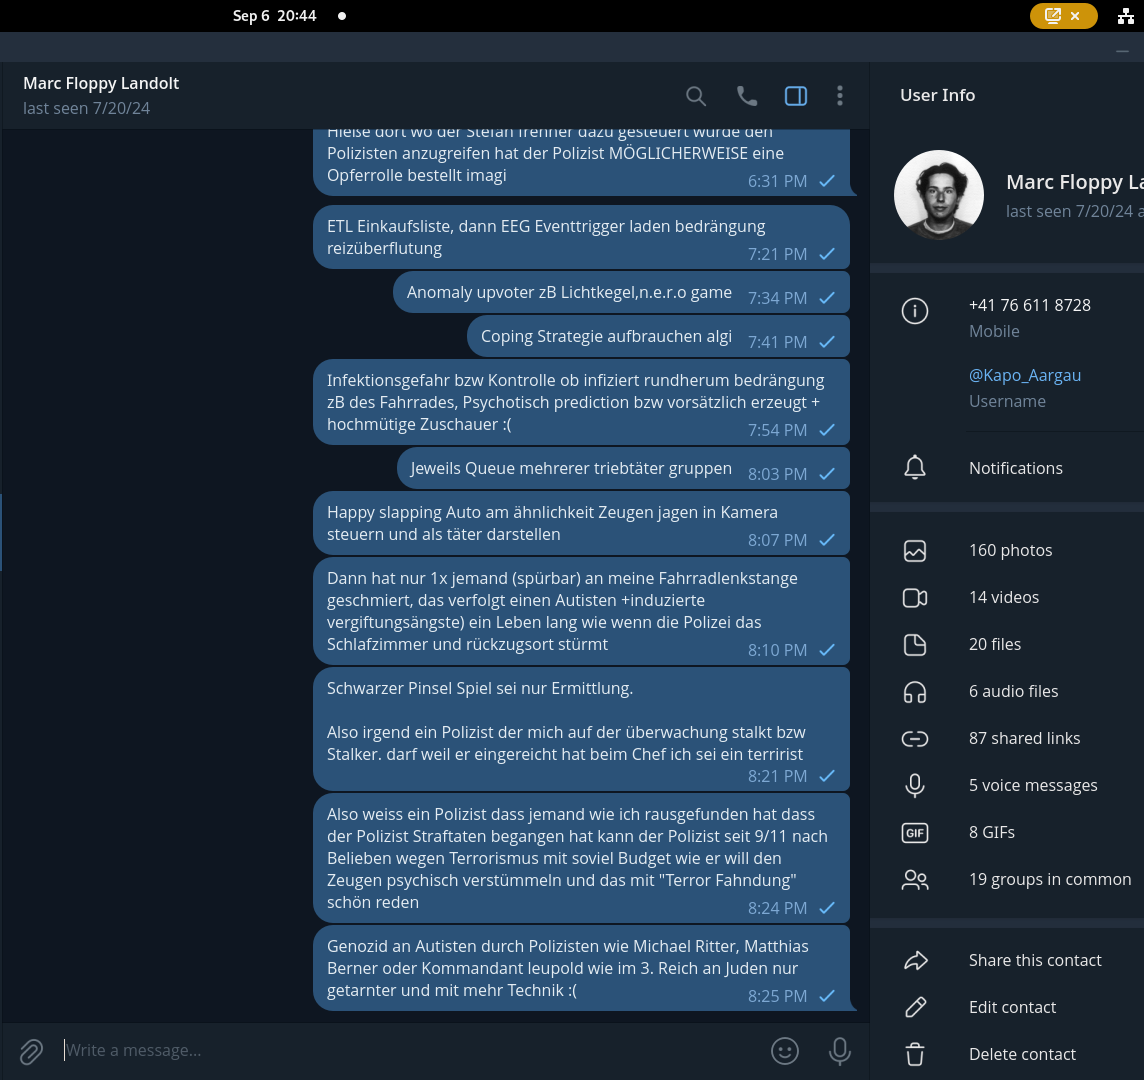 Sep 6 20:44
Marc Floppy Landolt
last seen 7/20/24
Hieße dort wo der Stefan frenner dazu gesteuert wurde den
Polizisten anzugreifen hat der Polizist MÖGLICHERWEISE eine
Opferrolle bestellt imagi
6:31 PM
ETL Einkaufsliste, dann EEG Eventtrigger laden bedrängung
reizüberflutung
7:21 PM
Anomaly upvoter zB Lichtkegel,n.e.r.o game
7:34 PM
Coping Strategie aufbrauchen algi
7:41 PM
Infektionsgefahr bzw Kontrolle ob infiziert rundherum bedrängung
zB des Fahrrades, Psychotisch prediction bzw vorsätzlich erzeugt +
hochmütige Zuschauer :(
7:54 PM
Jeweils Queue mehrerer triebtäter gruppen
8:03 PM
Happy slapping Auto am ähnlichkeit Zeugen jagen in Kamera
steuern und als täter darstellen
8:07 PM
Dann hat nur 1x jemand (spürbar) an meine Fahrradlenkstange
geschmiert, das verfolgt einen Autisten +induzierte
vergiftungsängste) ein Leben lang wie wenn die Polizei das
Schlafzimmer und rückzugsort stürmt
8:10 PM
Schwarzer Pinsel Spiel sei nur Ermittlung.
Also irgend ein Polizist der mich auf der überwachung stalkt bzw
Stalker. darf weil er eingereicht hat beim Chef ich sei ein terririst
8:21 PM
Also weiss ein Polizist dass jemand wie ich rausgefunden hat dass
der Polizist Straftaten begangen hat kann der Polizist seit 9/11 nach
Belieben wegen Terrorismus mit soviel Budget wie er will den
Zeugen psychisch verstümmeln und das mit "Terror Fahndung"
schön reden
8:24 PM
Genozid an Autisten durch Polizisten wie Michael Ritter, Matthias
Berner oder Kommandant leupold wie im 3. Reich an Juden nur
getarnter und mit mehr Technik :(
8:25 PM
Write a message...
User Info
Marc Floppy La
last seen 7/20/24 a
+41 76 611 8728
Mobile
@Kapo_Aargau
Username
Notifications
160 photos
14 videos
20 files
6 audio files
87 shared links
5 voice messages
GIF
8 GIFs
19 groups in common
Share this contact
Edit contact
Delete contact